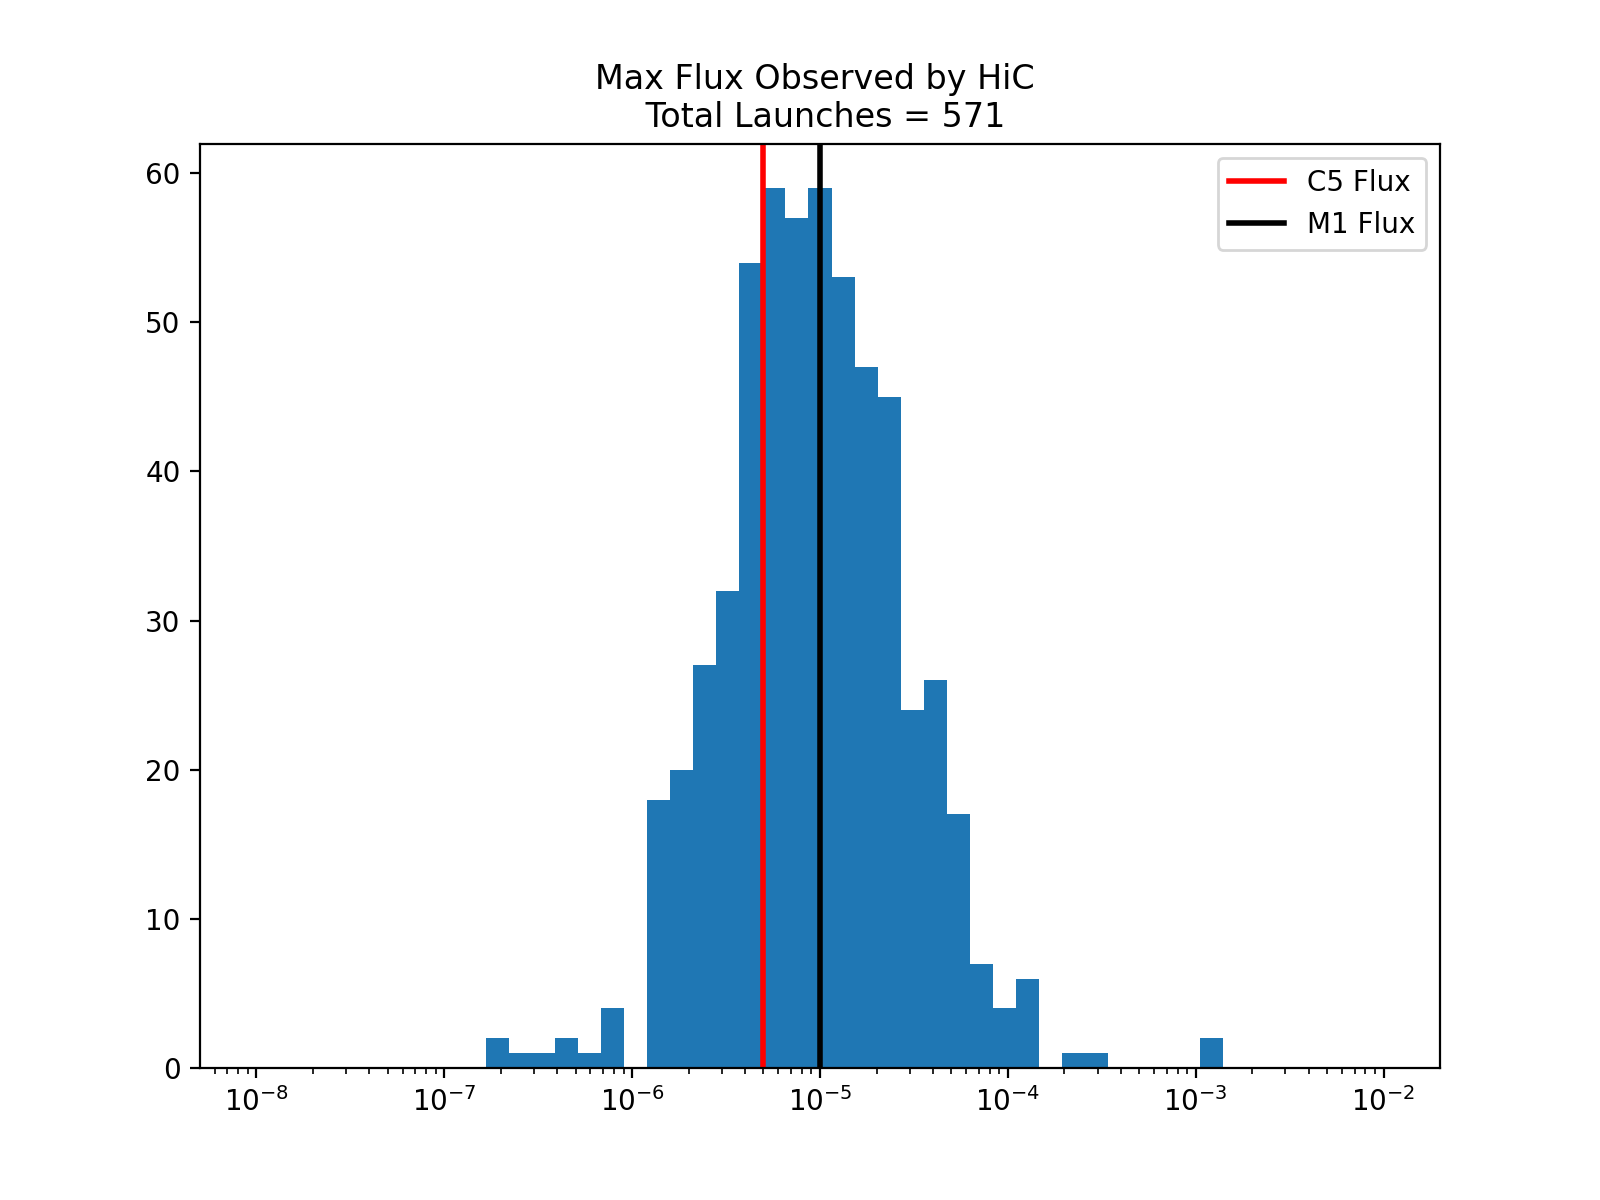 Max Flux Observed by HiC
Total Launches = 571
C5 Flux
M1 Flux
60
50
40
30
20
10
0
10⁻⁸ 10⁻⁷ 10⁻⁶ 10⁻⁵ 10⁻⁴ 10⁻³ 10⁻²